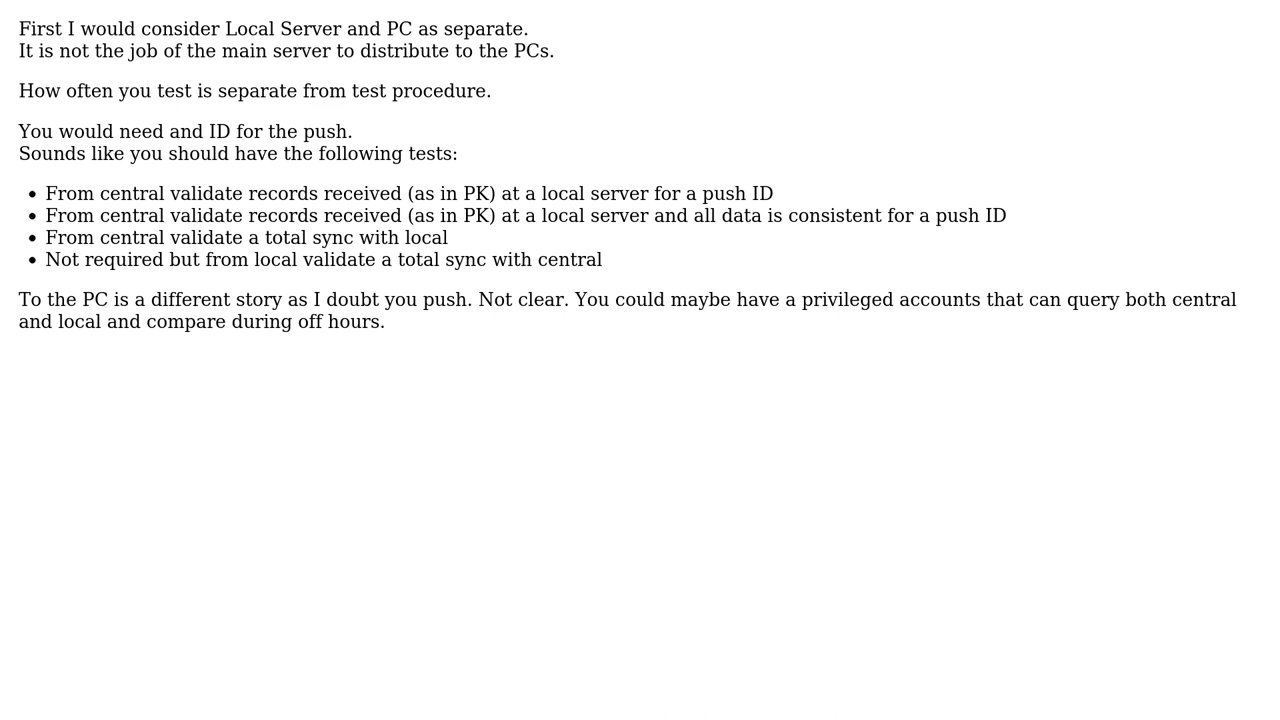 First I would consider Local Server and PC as separate.
It is not the job of the main server to distribute to the PCs.
How often you test is separate from test procedure.
You would need and ID for the push.
Sounds like you should have the following tests:
• From central validate records received (as in PK) at a local server for a push ID
• From central validate records received (as in PK) at a local server and all data is consistent for a push ID
• From central validate a total sync with local
• Not required but from local validate a total sync with central
To the PC is a different story as I doubt you push. Not clear. You could maybe have a privileged accounts that can query both central
and local and compare during off hours.